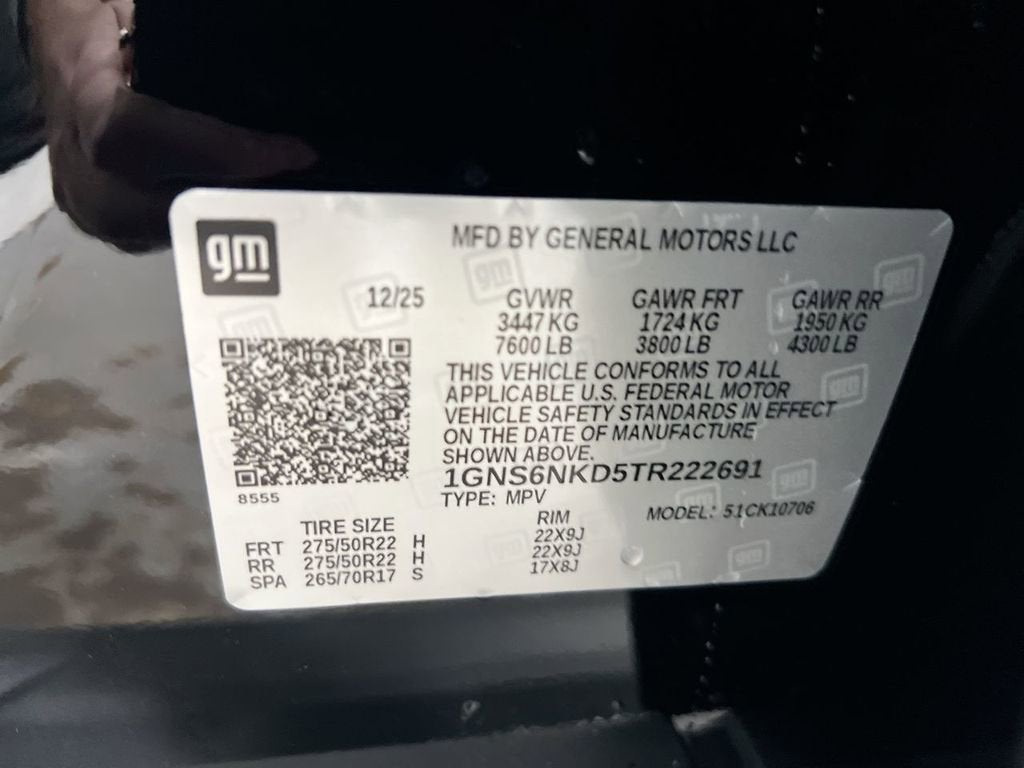 gm
MFD BY GENERAL MOTORS LLC
12/25 GVWR GAWR FRT GAWR RR
3447 KG 1724 KG 1950 KG
7600 LB 3800 LB 4300 LB
THIS VEHICLE CONFORMS TO ALL
APPLICABLE U.S. FEDERAL MOTOR
VEHICLE SAFETY STANDARDS IN EFFECT
ON THE DATE OF MANUFACTURE
SHOWN ABOVE.
1GNS6NKD5TR222691
8555
TYPE: MPV MODEL: 51CK10706
TIRE SIZE RIM
FRT 275/50R22 H 22X9J
RR 275/50R22 H 22X9J
SPA 265/70R17 S 17X8J